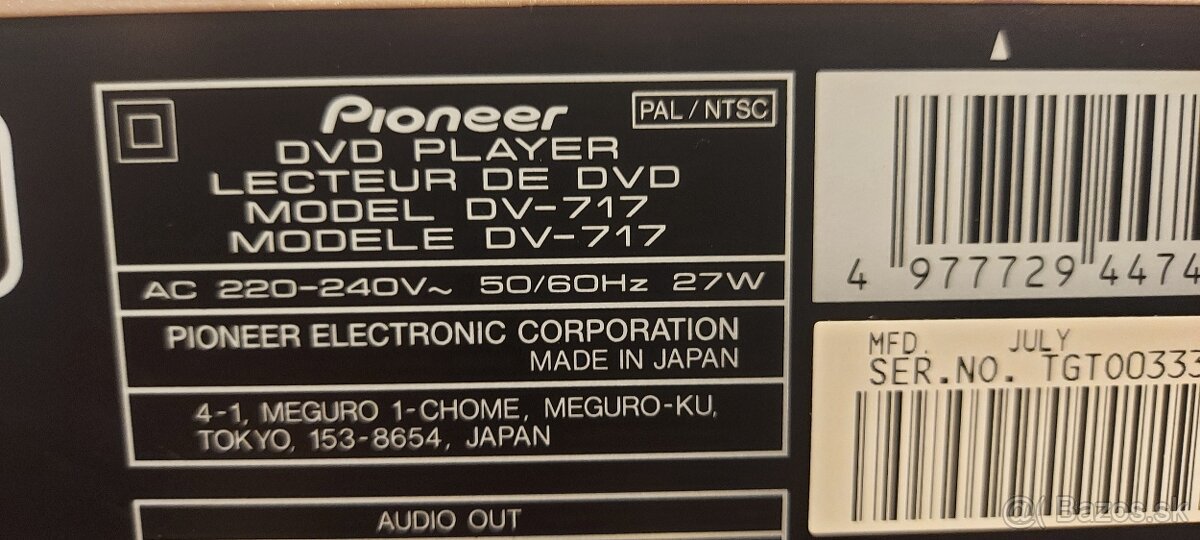 Pioneer
PAL / NTSC
DVD PLAYER
LECTEUR DE DVD
MODEL DV-717
MODELE DV-717
AC 220-240V~ 50/60Hz 27W
PIONEER ELECTRONIC CORPORATION
MADE IN JAPAN
4-1, MEGURO 1-CHOME, MEGURO-KU,
TOKYO, 153-8654, JAPAN
AUDIO OUT
4 977729 4474
MFD. JULY
SER.NO. TGT00333
@( Bazos.sk